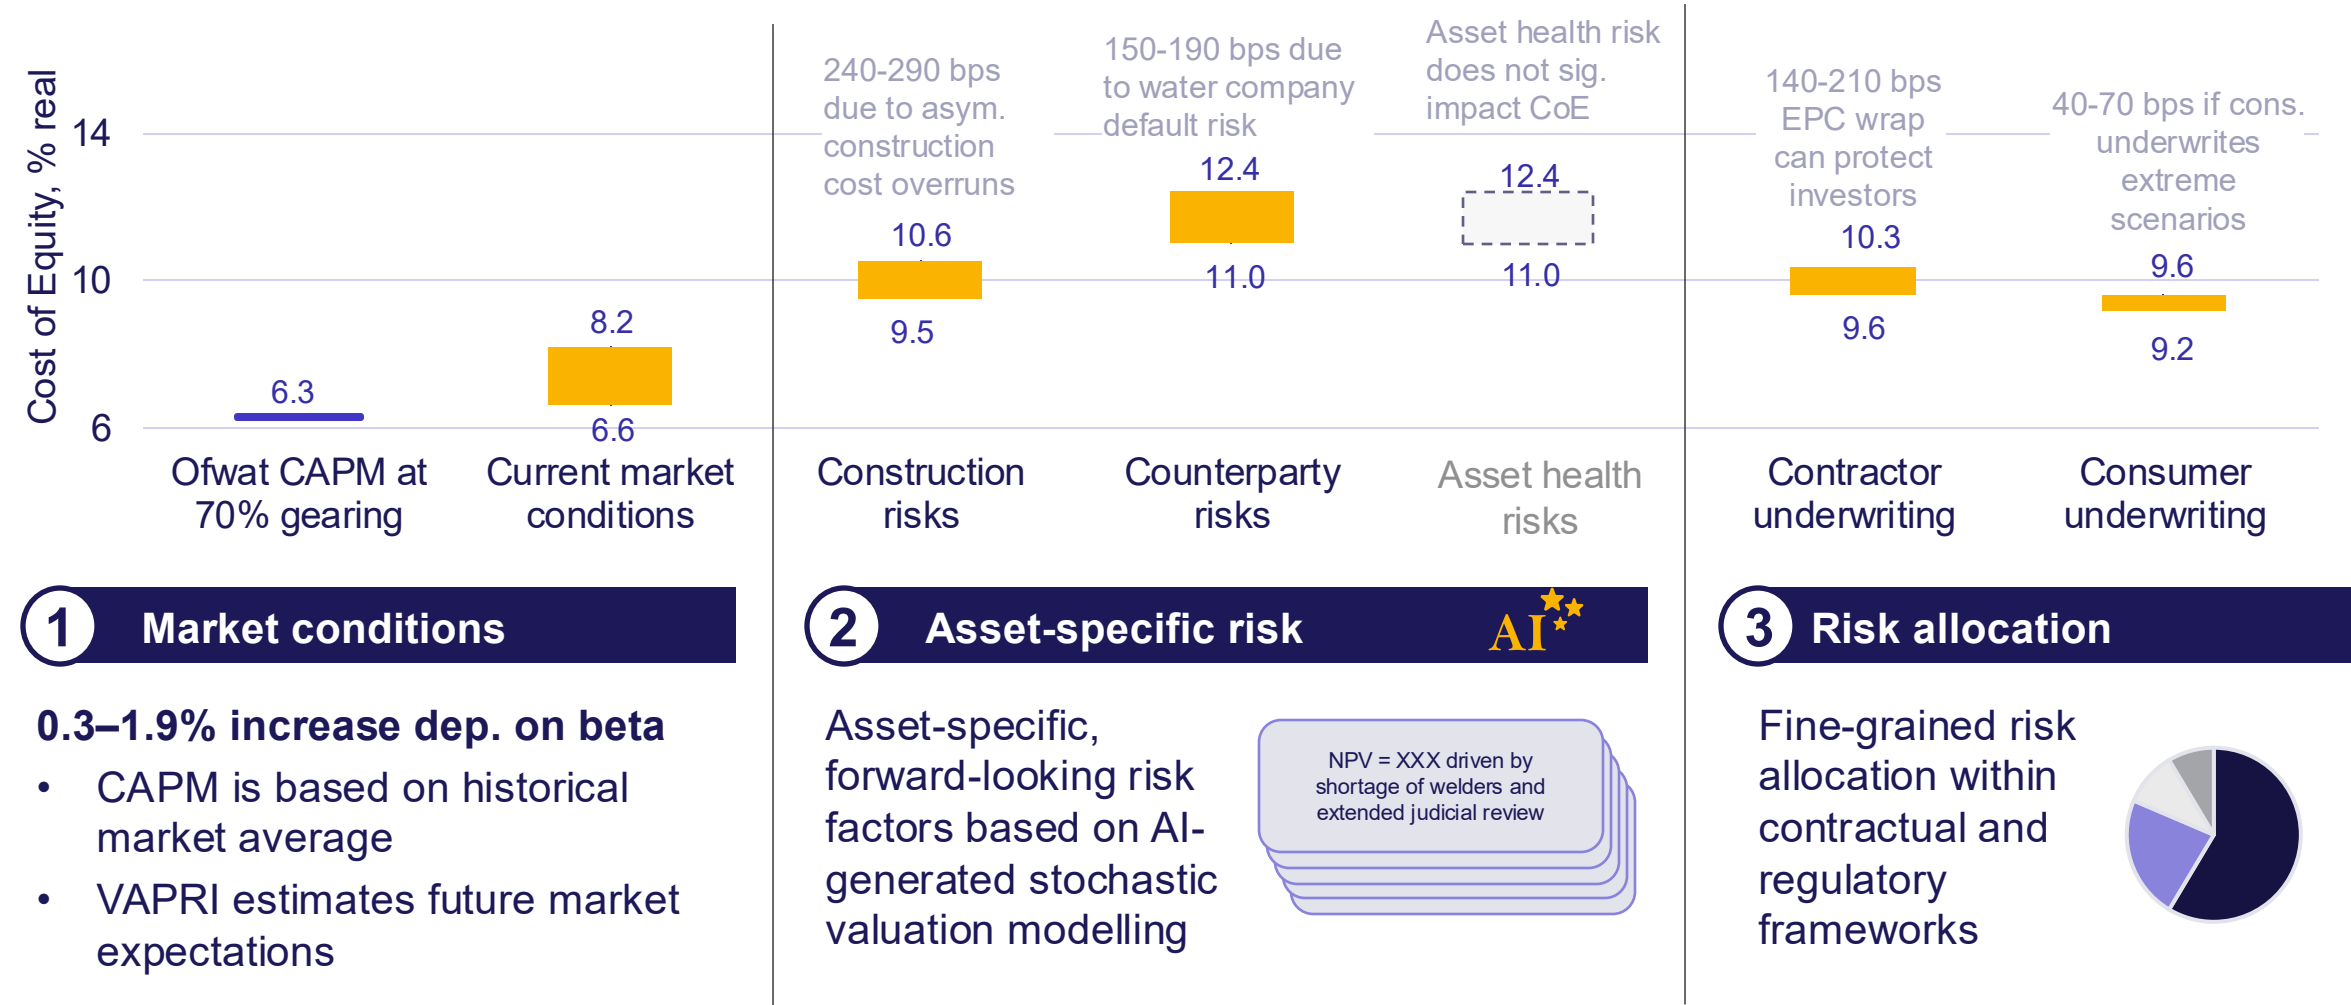 Cost of Equity, % real
14
10
6
6.3
Ofwat CAPM at
70% gearing
8.2
6.6
Current market
conditions
240-290 bps
due to asym.
construction
cost overruns
10.6
9.5
Construction
risks
150-190 bps due
to water company
default risk
12.4
11.0
Counterparty
risks
Asset health risk
does not sig.
impact CoE
12.4
11.0
Asset health
risks
140-210 bps
EPC wrap
can protect
investors
10.3
9.6
Contractor
underwriting
40-70 bps if cons.
underwrites
extreme
scenarios
9.6
9.2
Consumer
underwriting
1 Market conditions
0.3–1.9% increase dep. on beta
• CAPM is based on historical
market average
• VAPRI estimates future market
expectations
2 Asset-specific risk AI
Asset-specific,
forward-looking risk
factors based on AI-
generated stochastic
valuation modelling
NPV = XXX driven by
shortage of welders and
extended judicial review
3 Risk allocation
Fine-grained risk
allocation within
contractual and
regulatory
frameworks